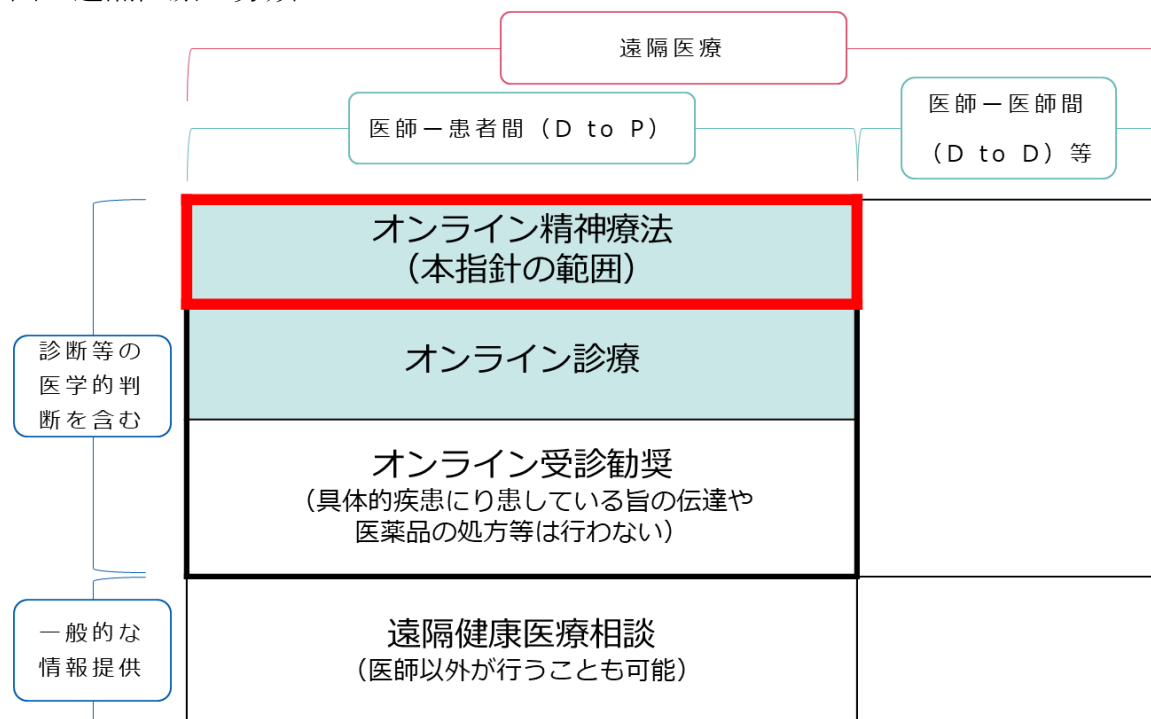 遠隔医療
医師－患者間（D to P）
医師－医師間
（D to D）等
オンライン精神療法
（本指針の範囲）
診断等の
医学的判
断を含む
オンライン診療
オンライン受診勧奨
（具体的疾患にり患している旨の伝達や
医薬品の処方等は行わない）
一般的な
情報提供
遠隔健康医療相談
（医師以外が行うことも可能）